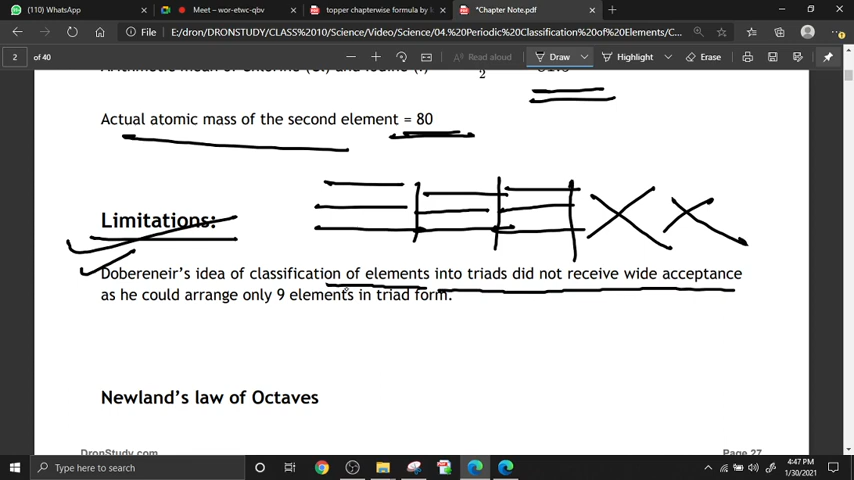 (110) WhatsApp
Meet – wor-etwc-qbv
topper chapterwise formula by k
*Chapter Note.pdf
File
E:/dron/DRONSTUDY/CLASS%2010/Science/Video/Science/04.%20Periodic%20Classification%20of%20Elements/C...
2 of 40
Read aloud
Draw
Highlight
Erase
2
Actual atomic mass of the second element = 80
Limitations:
Dobereneir’s idea of classification of elements into triads did not receive wide acceptance
as he could arrange only 9 elements in triad form.
Newland’s law of Octaves
DronStudy.com
Page 27
Type here to search
4:47 PM
1/30/2021